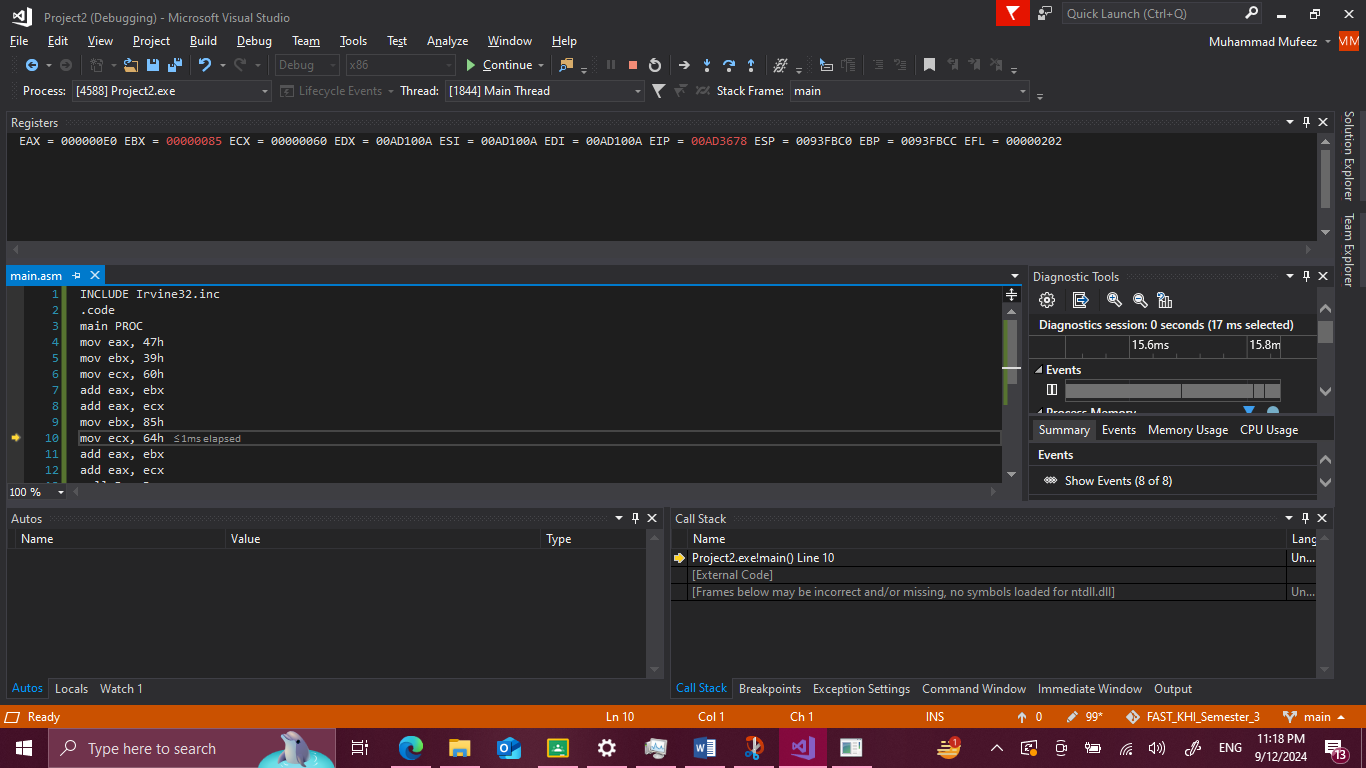 Project2 (Debugging) - Microsoft Visual Studio
Quick Launch (Ctrl+Q)
File Edit View Project Build Debug Team Tools Test Analyze Window Help
Muhammad Mufeez
MM
Debug x86 Continue
Process: [4588] Project2.exe Lifecycle Events Thread: [1844] Main Thread Stack Frame: main
Registers
EAX = 000000E0 EBX = 00000085 ECX = 00000060 EDX = 00AD100A ESI = 00AD100A EDI = 00AD100A EIP = 00AD3678 ESP = 0093FBC0 EBP = 0093FBCC EFL = 00000202
Solution Explorer
Team Explorer
main.asm
1 INCLUDE Irvine32.inc
2 .code
3 main PROC
4 mov eax, 47h
5 mov ebx, 39h
6 mov ecx, 60h
7 add eax, ebx
8 add eax, ecx
9 mov ebx, 85h
10 mov ecx, 64h ≤1ms elapsed
11 add eax, ebx
12 add eax, ecx
100 %
Diagnostic Tools
Diagnostics session: 0 seconds (17 ms selected)
15.6ms 15.8m
Events
Process Memory
Summary Events Memory Usage CPU Usage
Events
Show Events (8 of 8)
Autos
Name Value Type
Autos Locals Watch 1
Call Stack
Name Lang
Project2.exe!main() Line 10 Un...
[External Code]
[Frames below may be incorrect and/or missing, no symbols loaded for ntdll.dll] Un...
Call Stack Breakpoints Exception Settings Command Window Immediate Window Output
Ready Ln 10 Col 1 Ch 1 INS 0 99* FAST_KHI_Semester_3 main
Type here to search
1
ENG
11:18 PM
9/12/2024
13